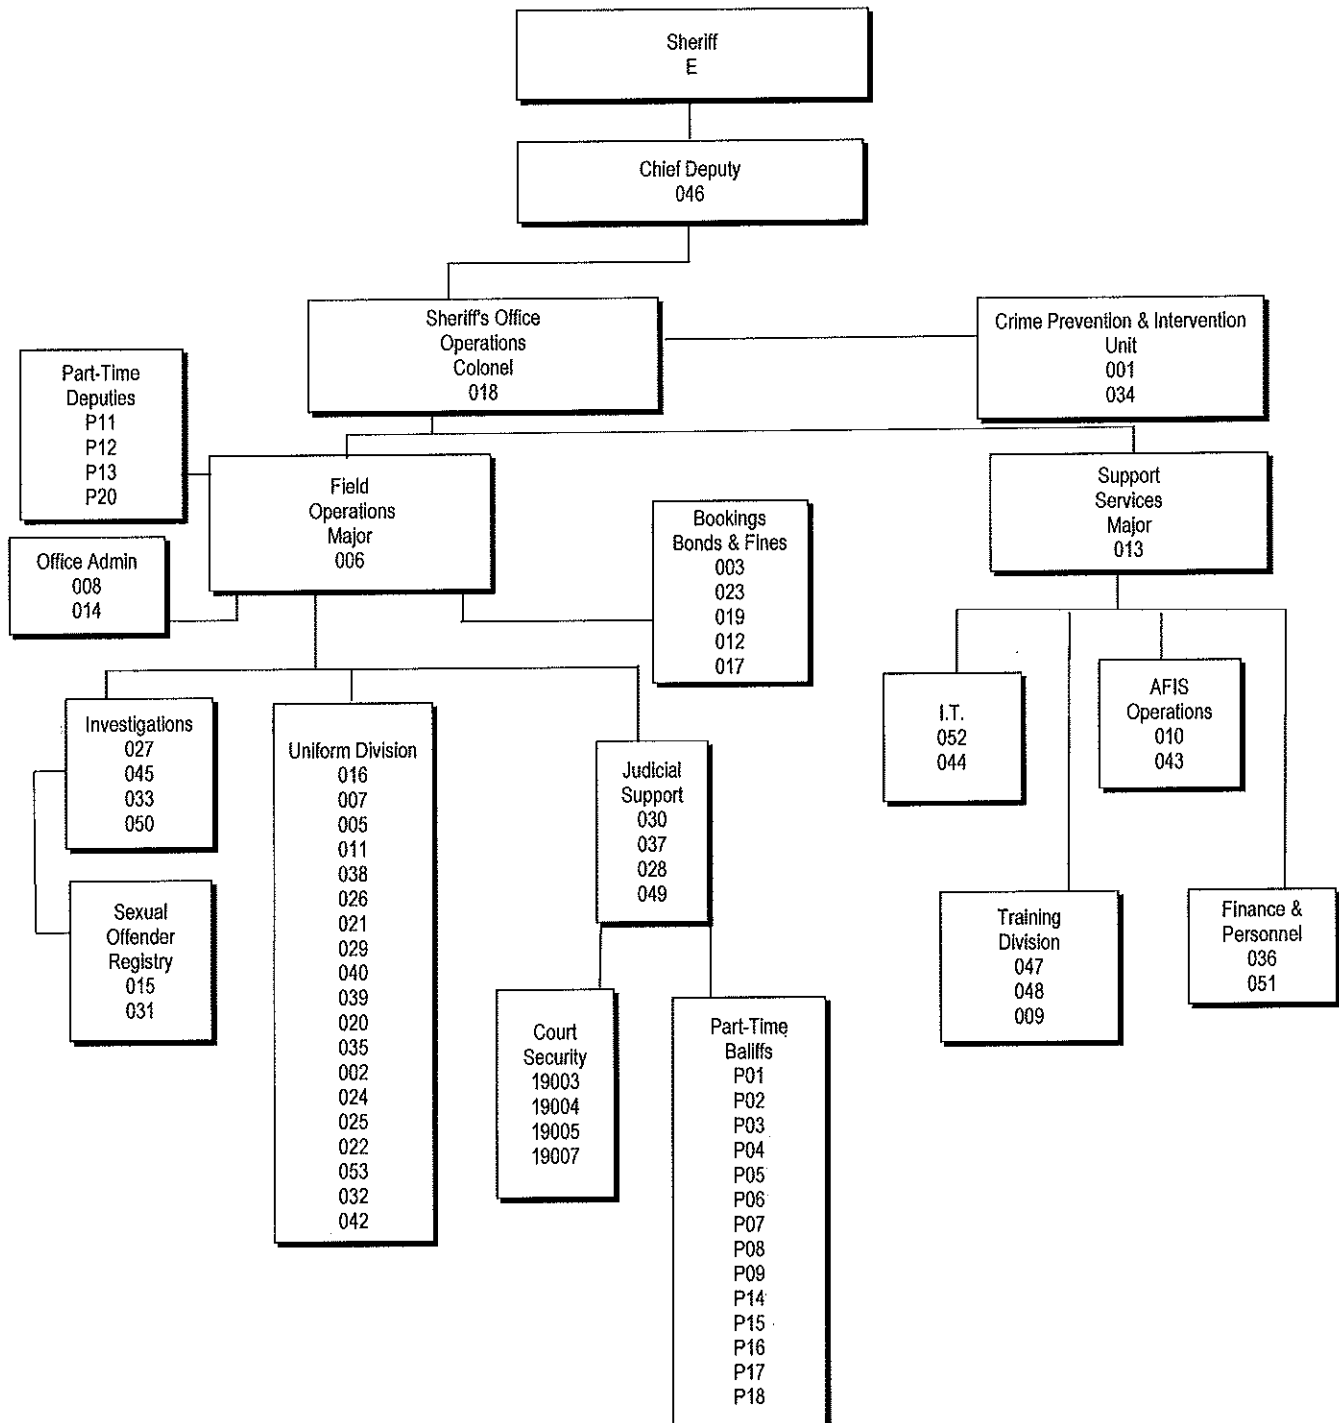 Sheriff
E
Chief Deputy
046
Sheriff's Office
Operations
Colonel
018
Crime Prevention & Intervention
Unit
001
034
Part-Time
Deputies
P11
P12
P13
P20
Field
Operations
Major
006
Support
Services
Major
013
Office Admin
008
014
Bookings
Bonds & Fines
003
023
019
012
017
Investigations
027
045
033
050
Uniform Division
016
007
005
011
038
026
021
029
040
039
020
035
002
024
025
022
053
032
042
Judicial
Support
030
037
028
049
I.T.
052
044
AFIS
Operations
010
043
Sexual
Offender
Registry
015
031
Court
Security
19003
19004
19005
19007
Part-Time
Baliffs
P01
P02
P03
P04
P05
P06
P07
P08
P09
P14
P15
P16
P17
P18
Training
Division
047
048
009
Finance &
Personnel
036
051